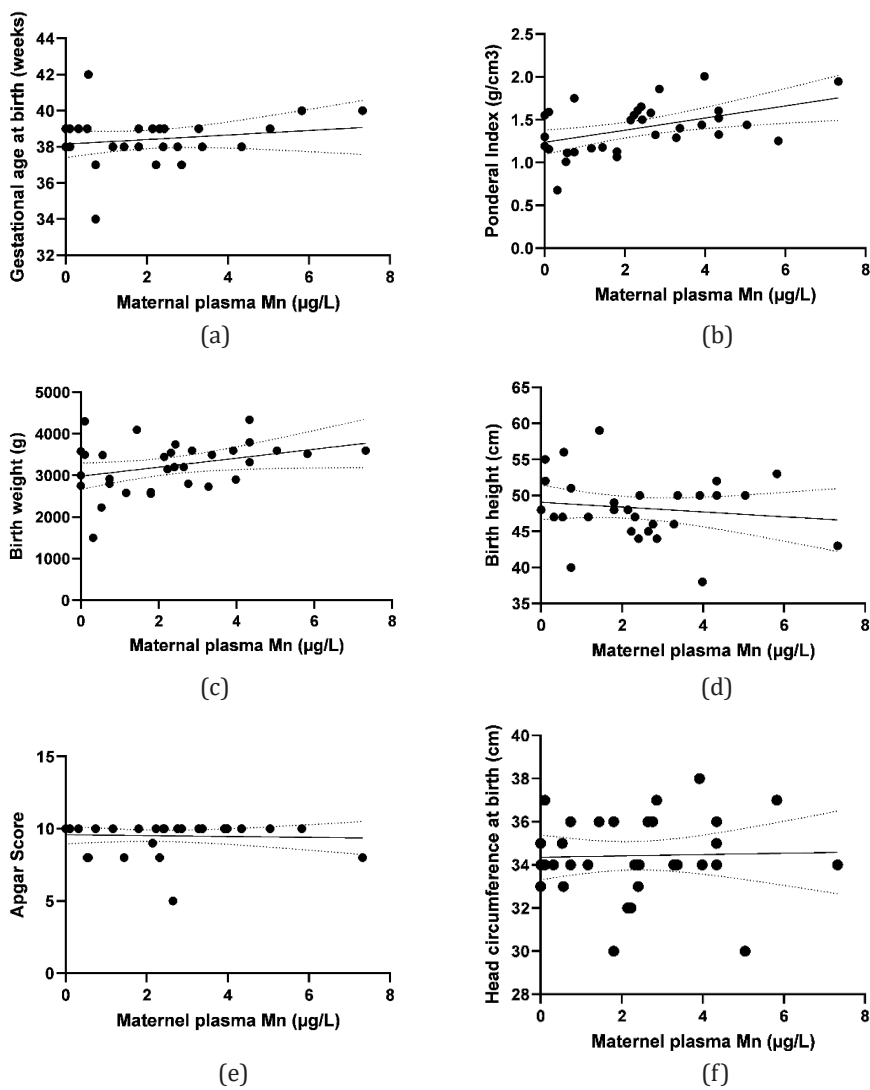 Gestational age at birth (weeks)
44
42
40
38
36
34
32
0 2 4 6 8
Maternal plasma Mn (µg/L)
(a)
Ponderal Index (g/cm3)
2.5
2.0
1.5
1.0
0.5
0.0
0 2 4 6 8
Maternal plasma Mn (µg/L)
(b)
Birth weight (g)
5000
4000
3000
2000
1000
0
0 2 4 6 8
Maternal plasma Mn (µg/L)
(c)
Birth height (cm)
65
60
55
50
45
40
35
0 2 4 6 8
Maternel plasma Mn (µg/L)
(d)
Apgar Score
15
10
5
0
0 2 4 6 8
Maternel plasma Mn (µg/L)
(e)
Head circumference at birth (cm)
40
38
36
34
32
30
28
0 2 4 6 8
Maternel plasma Mn (µg/L)
(f)